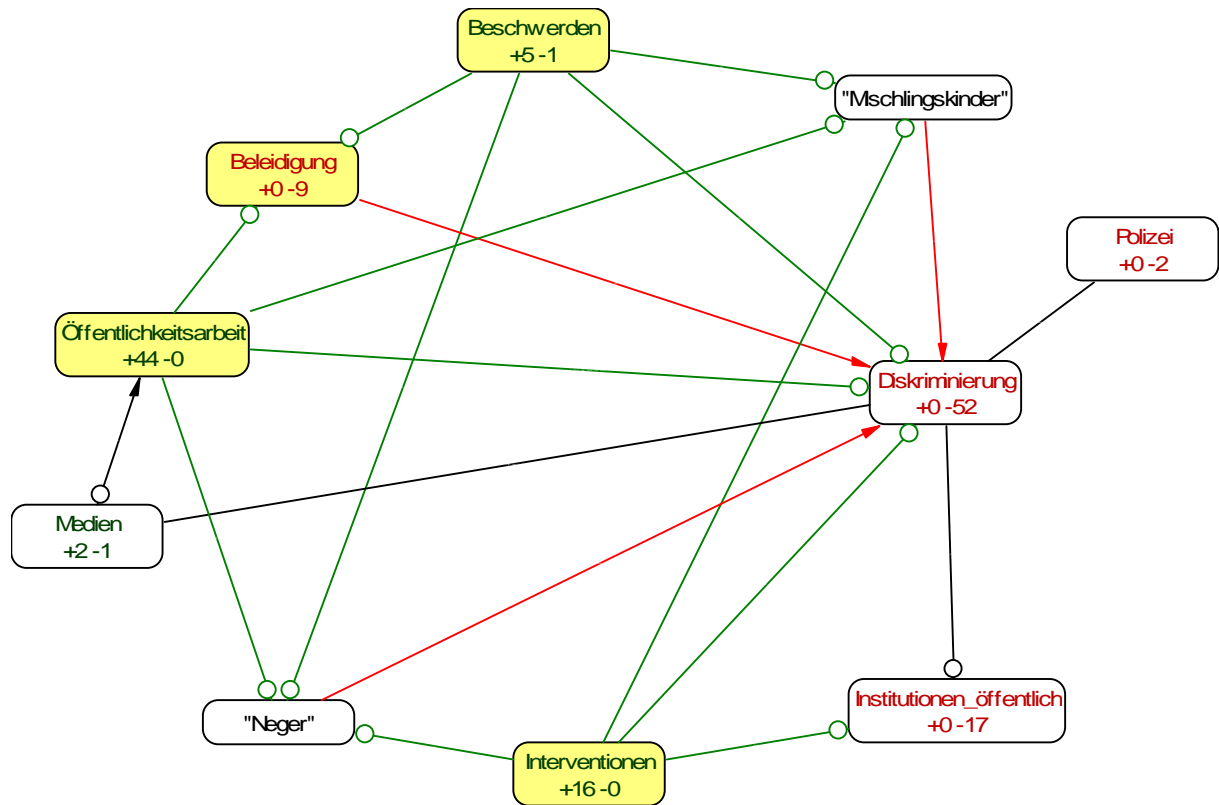 Beschwerden
+5 -1
"Mischlingskinder"
Beleidigung
+0 -9
Polizei
+0 -2
Öffentlichkeitsarbeit
+44 -0
Diskriminierung
+0 -52
Medien
+2 -1
Institutionen_öffentlich
+0 -17
"Neger"
Interventionen
+16 -0